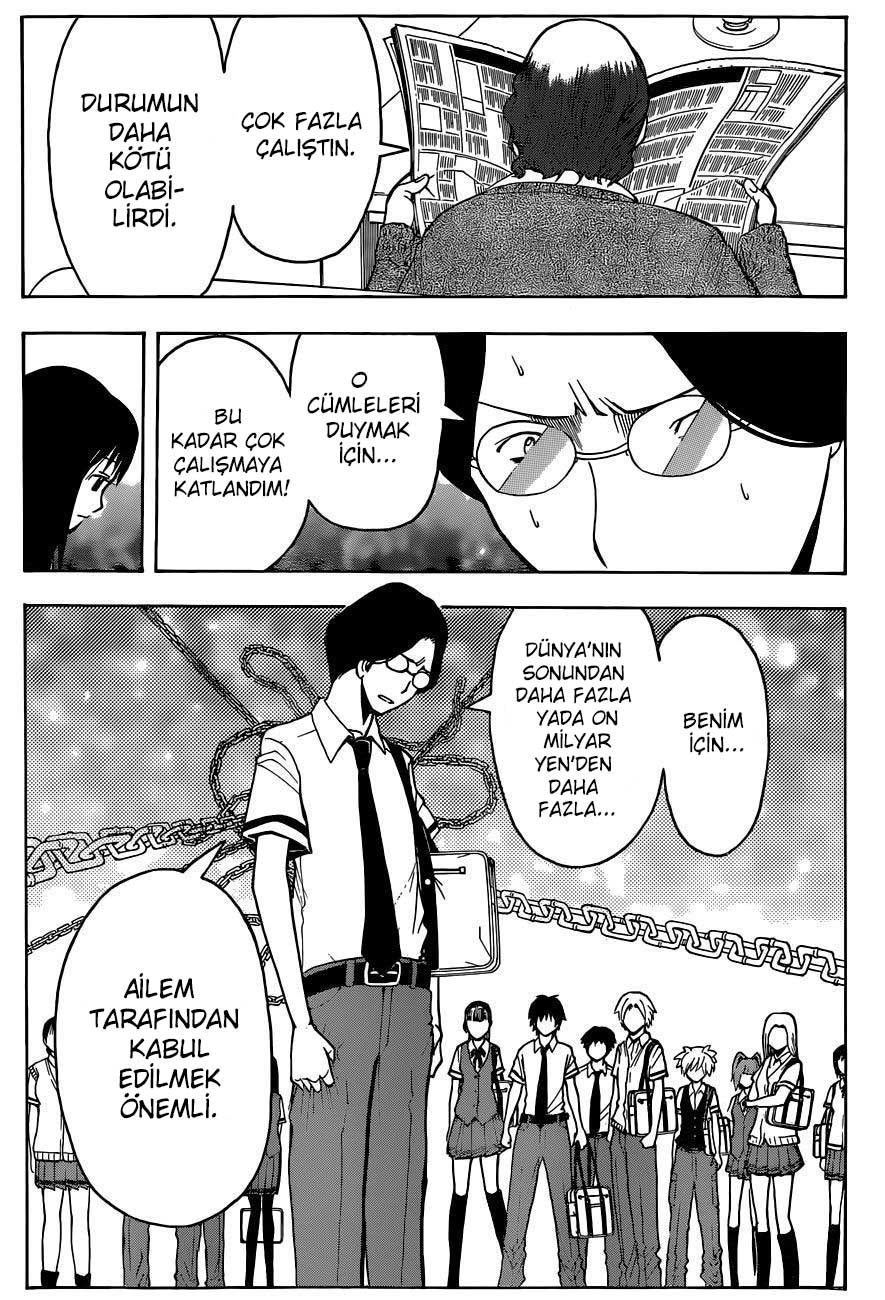 ÇOK FAZLA
ÇALIŞTIN.
DURUMUN
DAHA
KÖTÜ
OLABİ-
LİRDİ.
O
CÜMLELERİ
DUYMAK
İÇİN...
BU
KADAR ÇOK
ÇALIŞMAYA
KATLANDIM!
BENİM
İÇİN...
DÜNYA'NIN
SONUNDAN
DAHA FAZLA
YADA ON
MİLYAR
YEN'DEN
DAHA
FAZLA...
AİLEM
TARAFINDAN
KABUL
EDİLMEK
ÖNEMLİ.